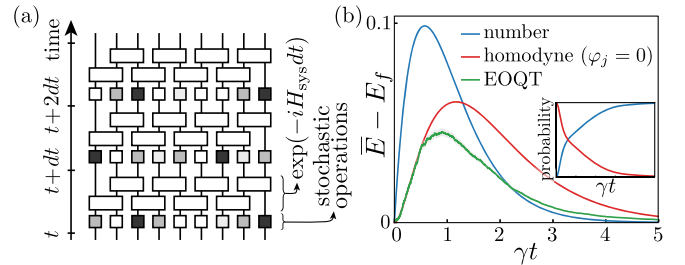 (a)
time
t+2dt
t+dt
t
exp(−iH_sys dt)
stochastic
operations
(b)
0.1
E̅ − E_f
0
number
homodyne (φ_j = 0)
EOQT
probability
γt
0 1 2 3 4 5
γt